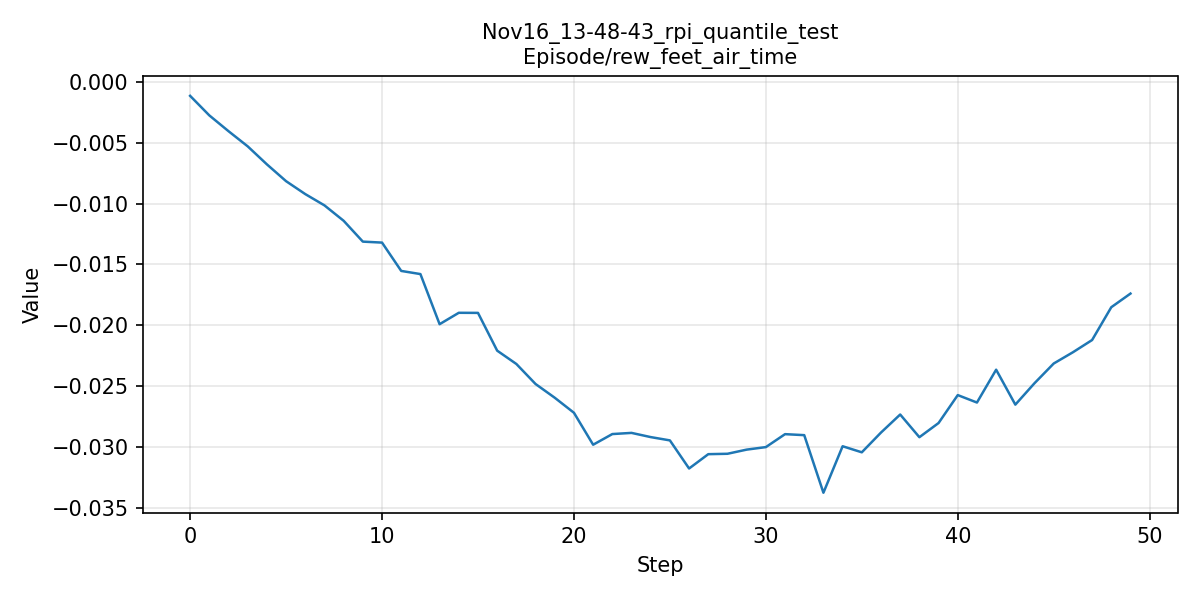 Nov16_13-48-43_rpi_quantile_test
Episode/rew_feet_air_time
0.000
−0.005
−0.010
−0.015
−0.020
−0.025
−0.030
−0.035
Value
0 10 20 30 40 50
Step